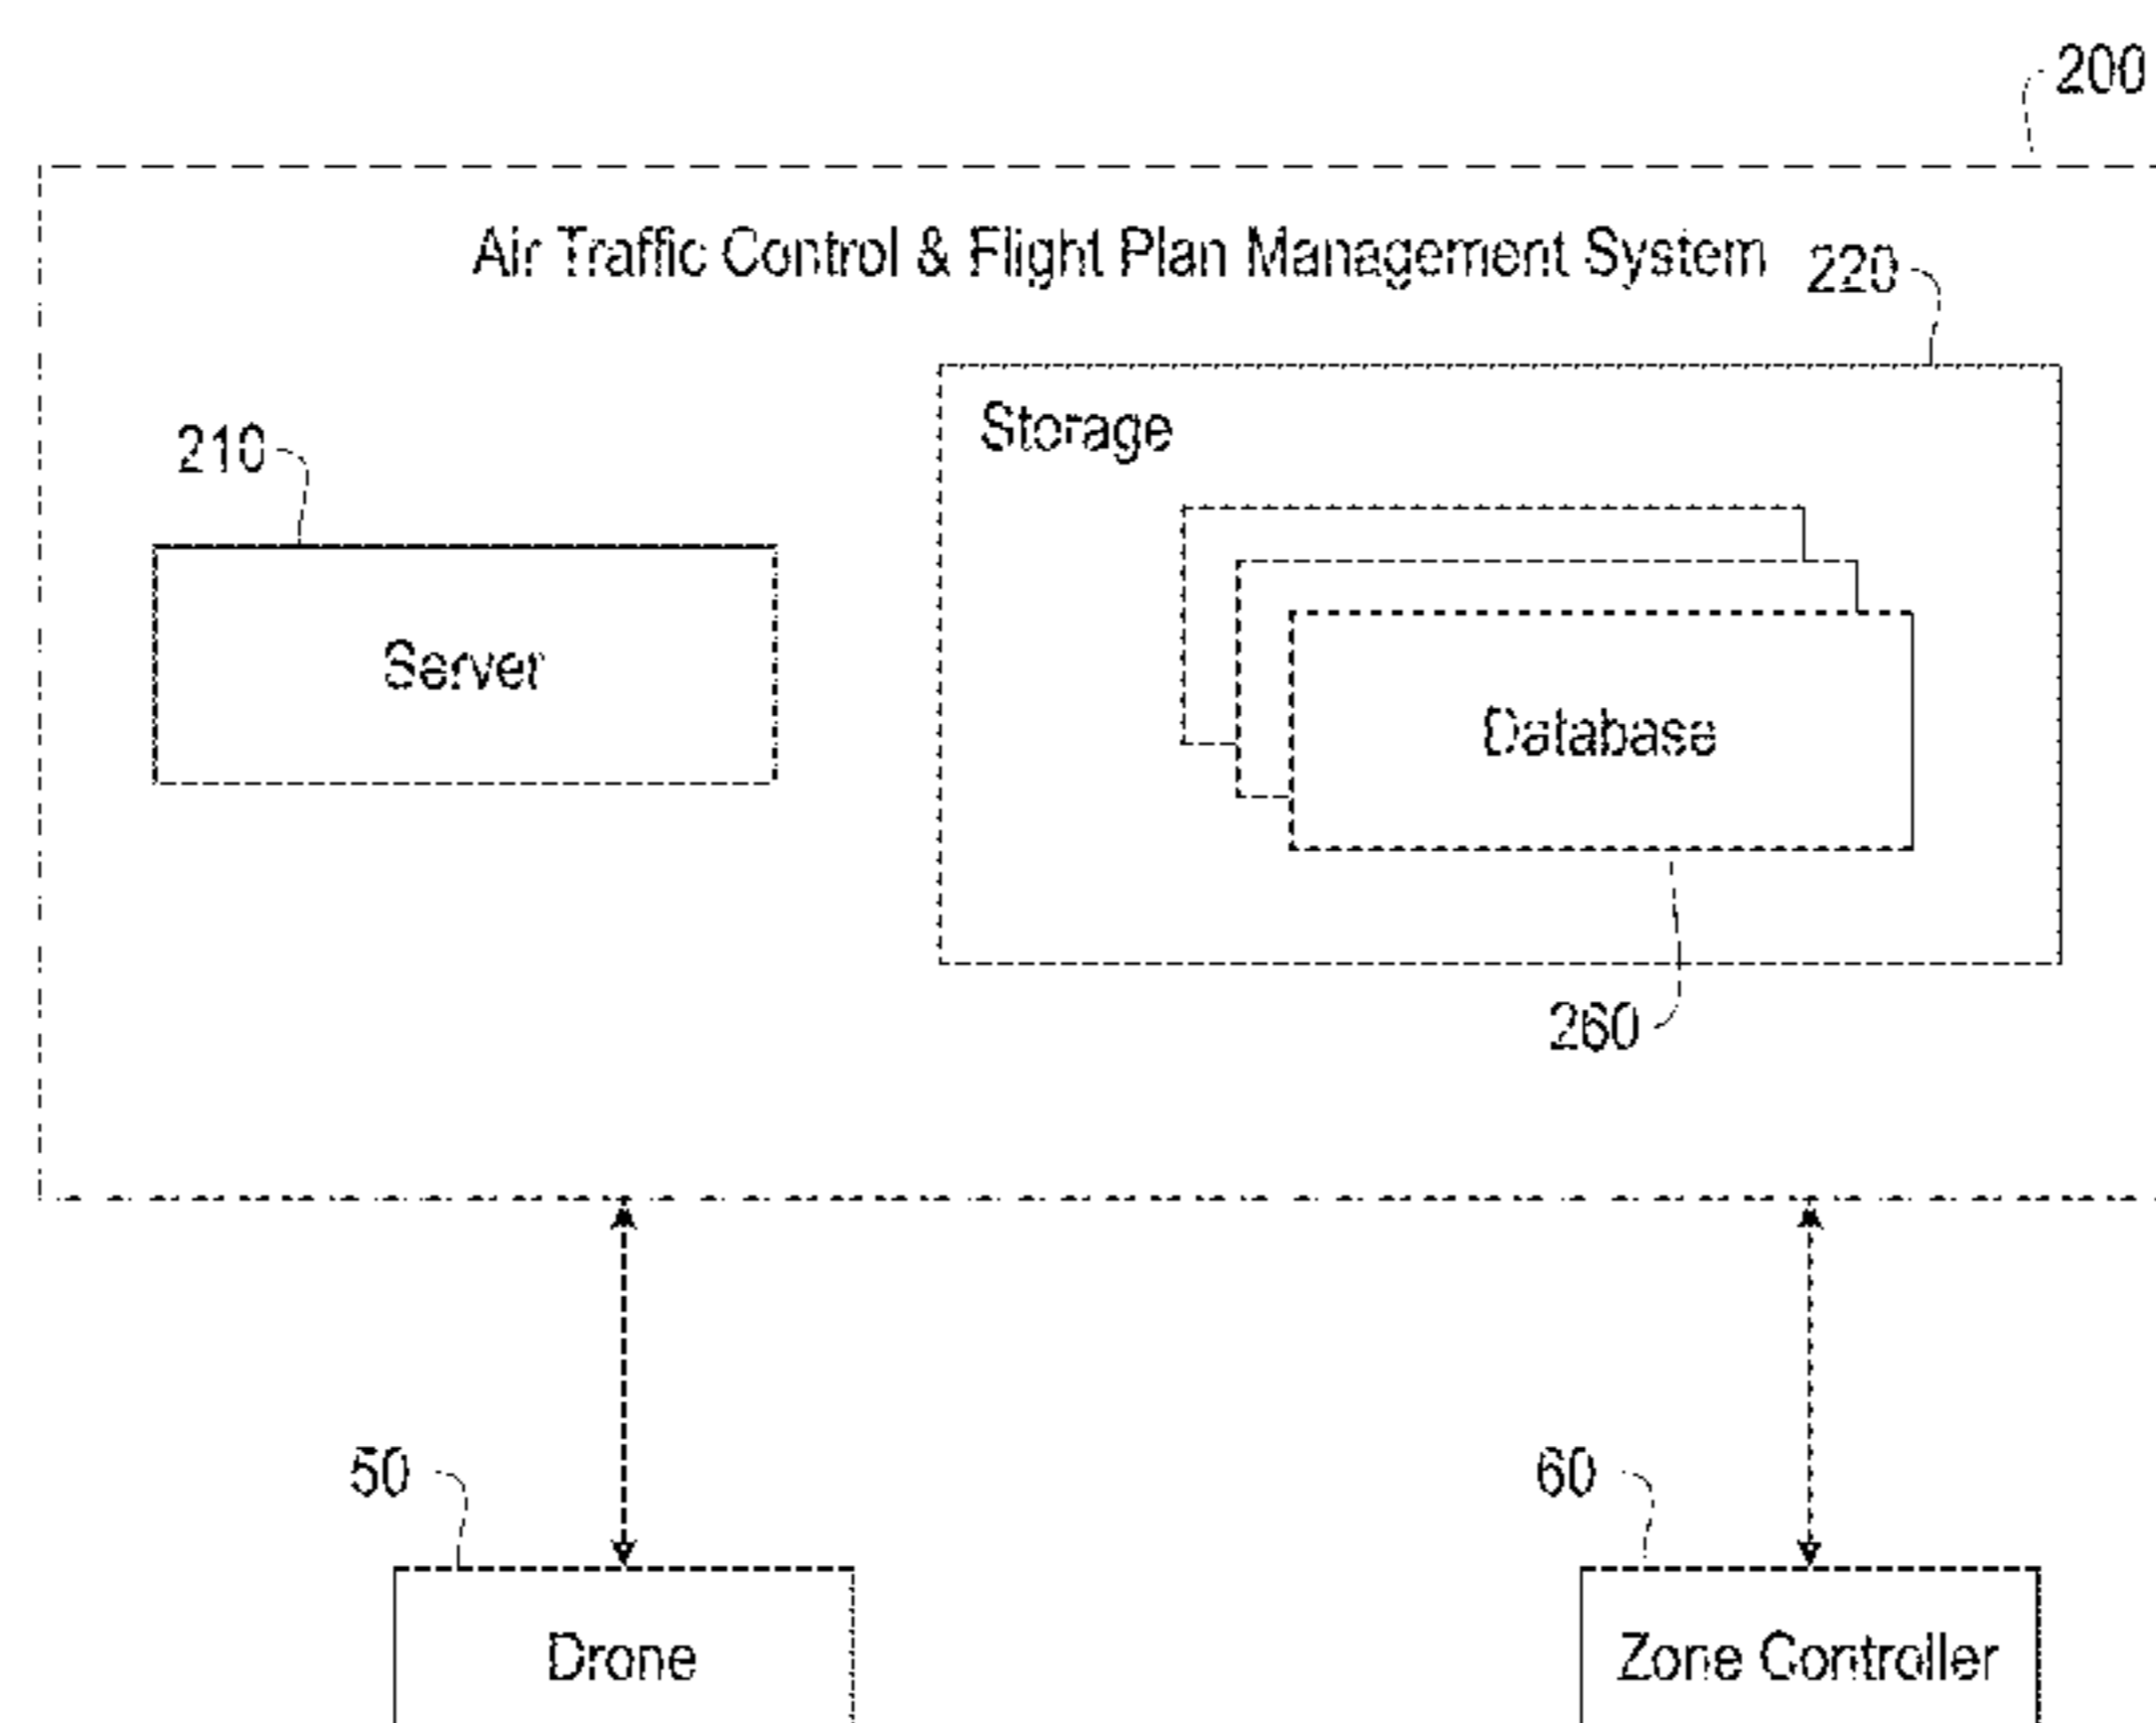 200
Air Traffic Control & Flight Plan Management System
220
Storage
210
Server
Database
260
50
60
Drone
Zone Controller